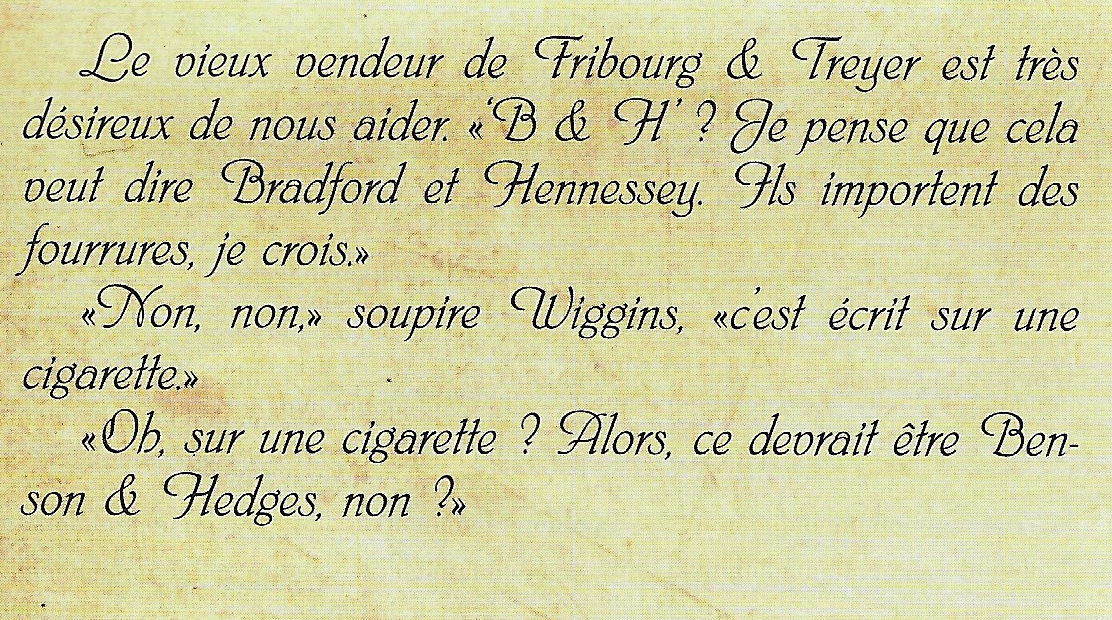 Le vieux vendeur de Fribourg & Treyer est très
désireux de nous aider. «'B & H' ? Je pense que cela
veut dire Bradford et Hennessey. Ils importent des
fourrures, je crois.»
«Non, non,» soupire Wiggins, «c'est écrit sur une
cigarette.»
«Oh, sur une cigarette ? Alors, ce devrait être Ben-
son & Hedges, non ?»